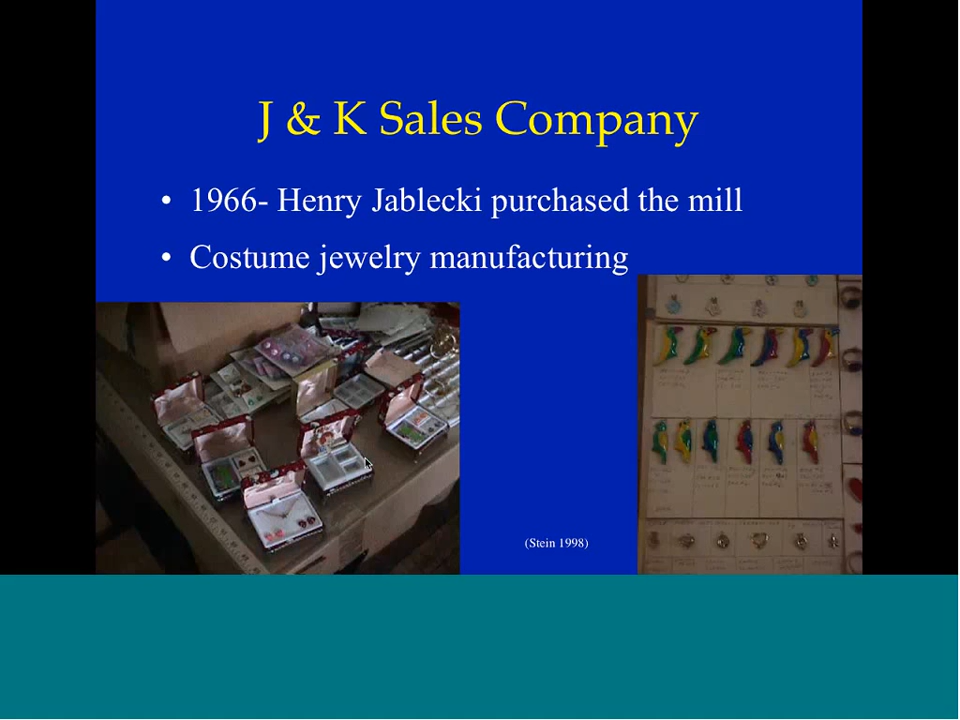 J & K Sales Company
• 1966- Henry Jablecki purchased the mill
• Costume jewelry manufacturing
(Stein 1998)